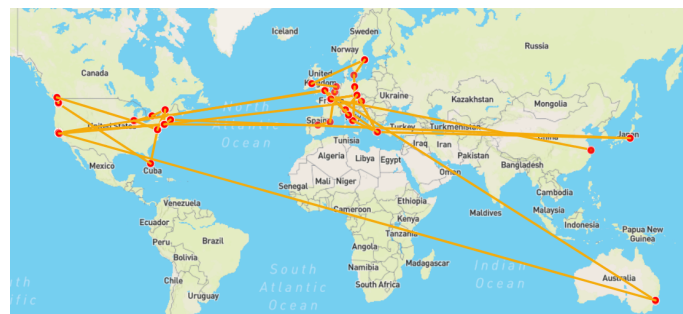 Iceland
Sweden
Norway
Russia
Canada
United
Kingdom
Ukraine
Kazakhstan
Mongolia
North
Atlantic
Ocean
Spain
Turkmenistan
Japan
China
Tunisia
Iraq Iran
Mexico
Cuba
Algeria Libya Egypt
Pakistan
Oman
Bangladesh
Senegal
Mali Niger
Cambodia
Venezuela
Cameroon
Ethiopia
Kenya
Maldives
Malaysia
Indonesia
Ecuador
Peru
Brazil
Tanzania
Papua New
Guinea
Bolivia
Angola
Namibia
Madagascar
Chile
Uruguay
South Africa
South
Atlantic
Ocean
Indian
Ocean
Australia